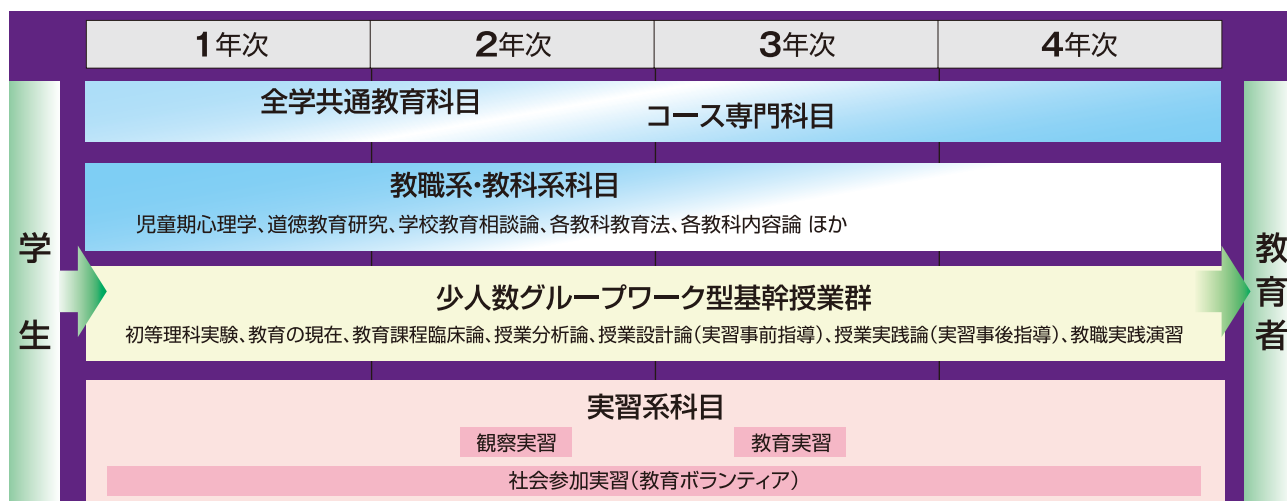 1年次 2年次 3年次 4年次
全学共通教育科目
コース専門科目
教職系・教科系科目
児童期心理学、道徳教育研究、学校教育相談論、各教科教育法、各教科内容論 ほか
学生
教育者
少人数グループワーク型基幹授業群
初等理科実験、教育の現在、教育課程臨床論、授業分析論、授業設計論(実習事前指導)、授業実践論(実習事後指導)、教職実践演習
実習系科目
観察実習 教育実習
社会参加実習(教育ボランティア)